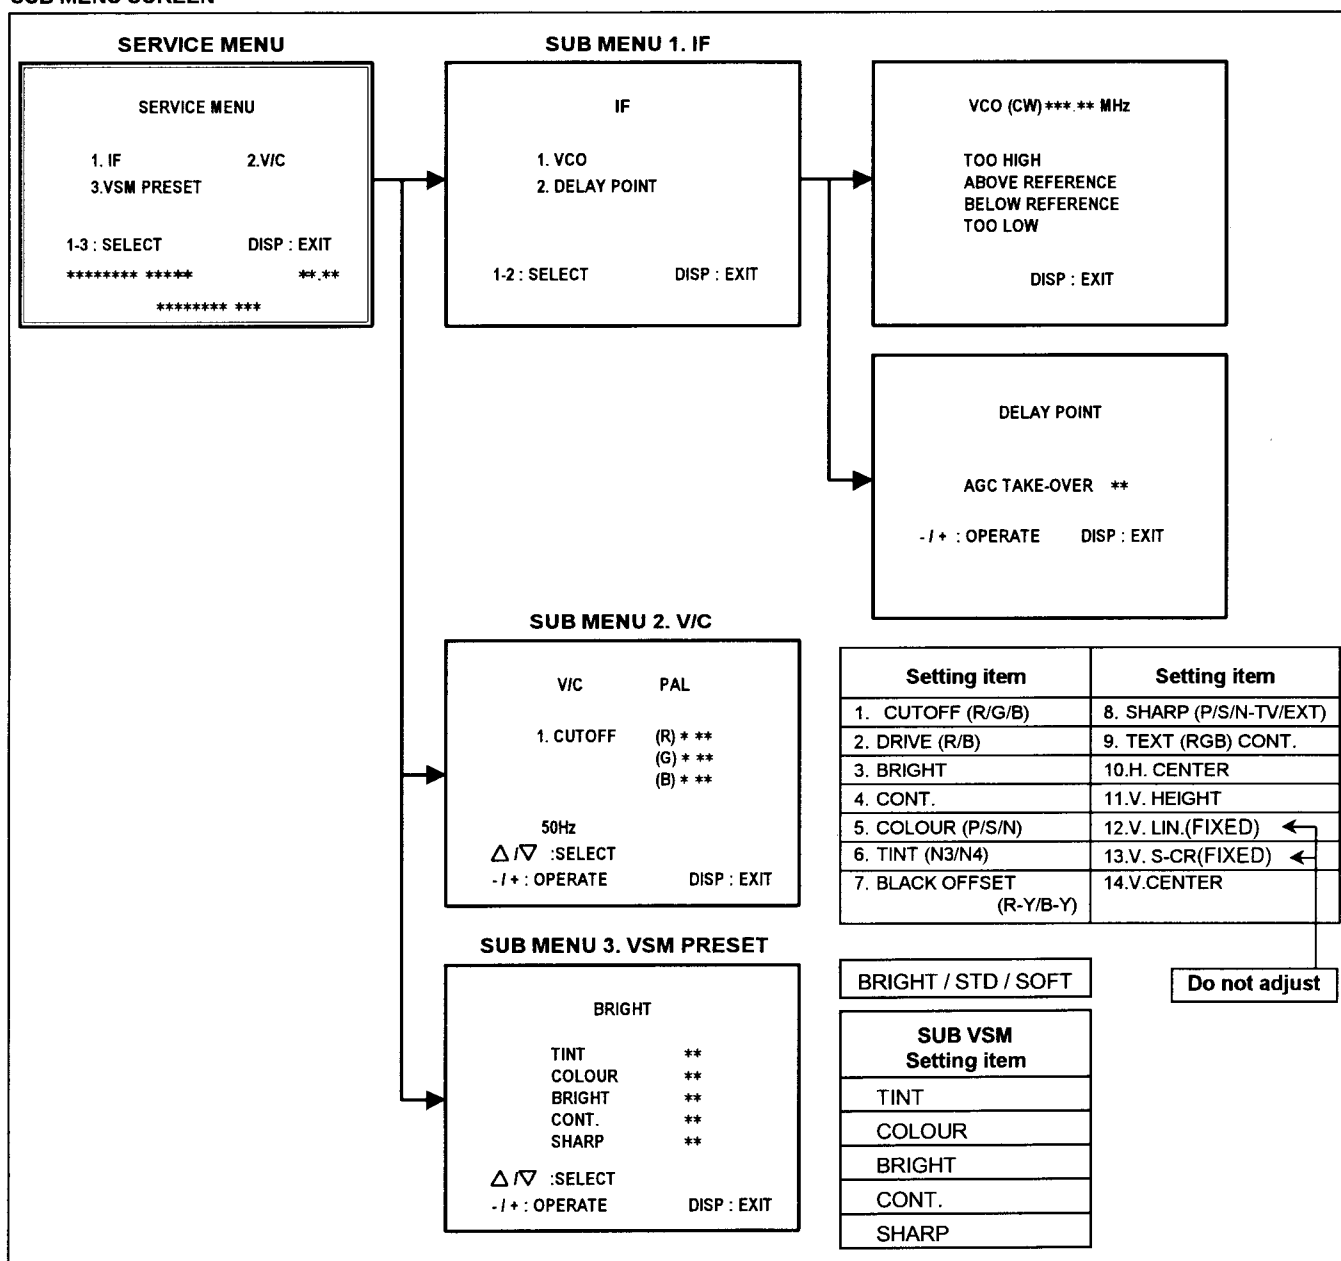 SUB MENU SCREEN
SERVICE MENU
SERVICE MENU
1. IF 2.V/C
3.VSM PRESET
1-3 : SELECT DISP : EXIT
******** ***** **.**
******** ***
SUB MENU 1. IF
IF
1. VCO
2. DELAY POINT
1-2 : SELECT DISP : EXIT
VCO (CW) ***.** MHz
TOO HIGH
ABOVE REFERENCE
BELOW REFERENCE
TOO LOW
DISP : EXIT
DELAY POINT
AGC TAKE-OVER **
- / + : OPERATE DISP : EXIT
SUB MENU 2. V/C
V/C PAL
1. CUTOFF (R) * **
(G) * **
(B) * **
50Hz
△ /▽ :SELECT
- / + : OPERATE DISP : EXIT
Setting item Setting item
1. CUTOFF (R/G/B) 8. SHARP (P/S/N-TV/EXT)
2. DRIVE (R/B) 9. TEXT (RGB) CONT.
3. BRIGHT 10.H. CENTER
4. CONT. 11.V. HEIGHT
5. COLOUR (P/S/N) 12.V. LIN.(FIXED)
6. TINT (N3/N4) 13.V. S-CR(FIXED)
7. BLACK OFFSET 14.V.CENTER
(R-Y/B-Y)
Do not adjust
SUB MENU 3. VSM PRESET
BRIGHT
TINT **
COLOUR **
BRIGHT **
CONT. **
SHARP **
△ /▽ :SELECT
- / + : OPERATE DISP : EXIT
BRIGHT / STD / SOFT
SUB VSM
Setting item
TINT
COLOUR
BRIGHT
CONT.
SHARP